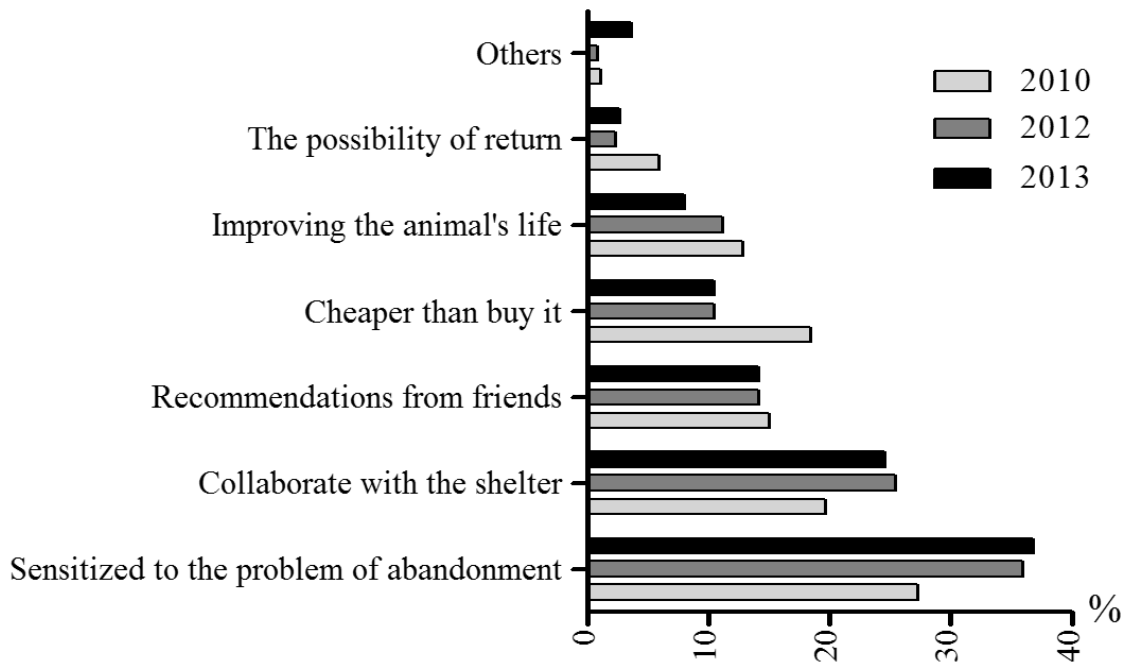 Others
The possibility of return
Improving the animal's life
Cheaper than buy it
Recommendations from friends
Collaborate with the shelter
Sensitized to the problem of abandonment
2010
2012
2013
0
10
20
30
40
%